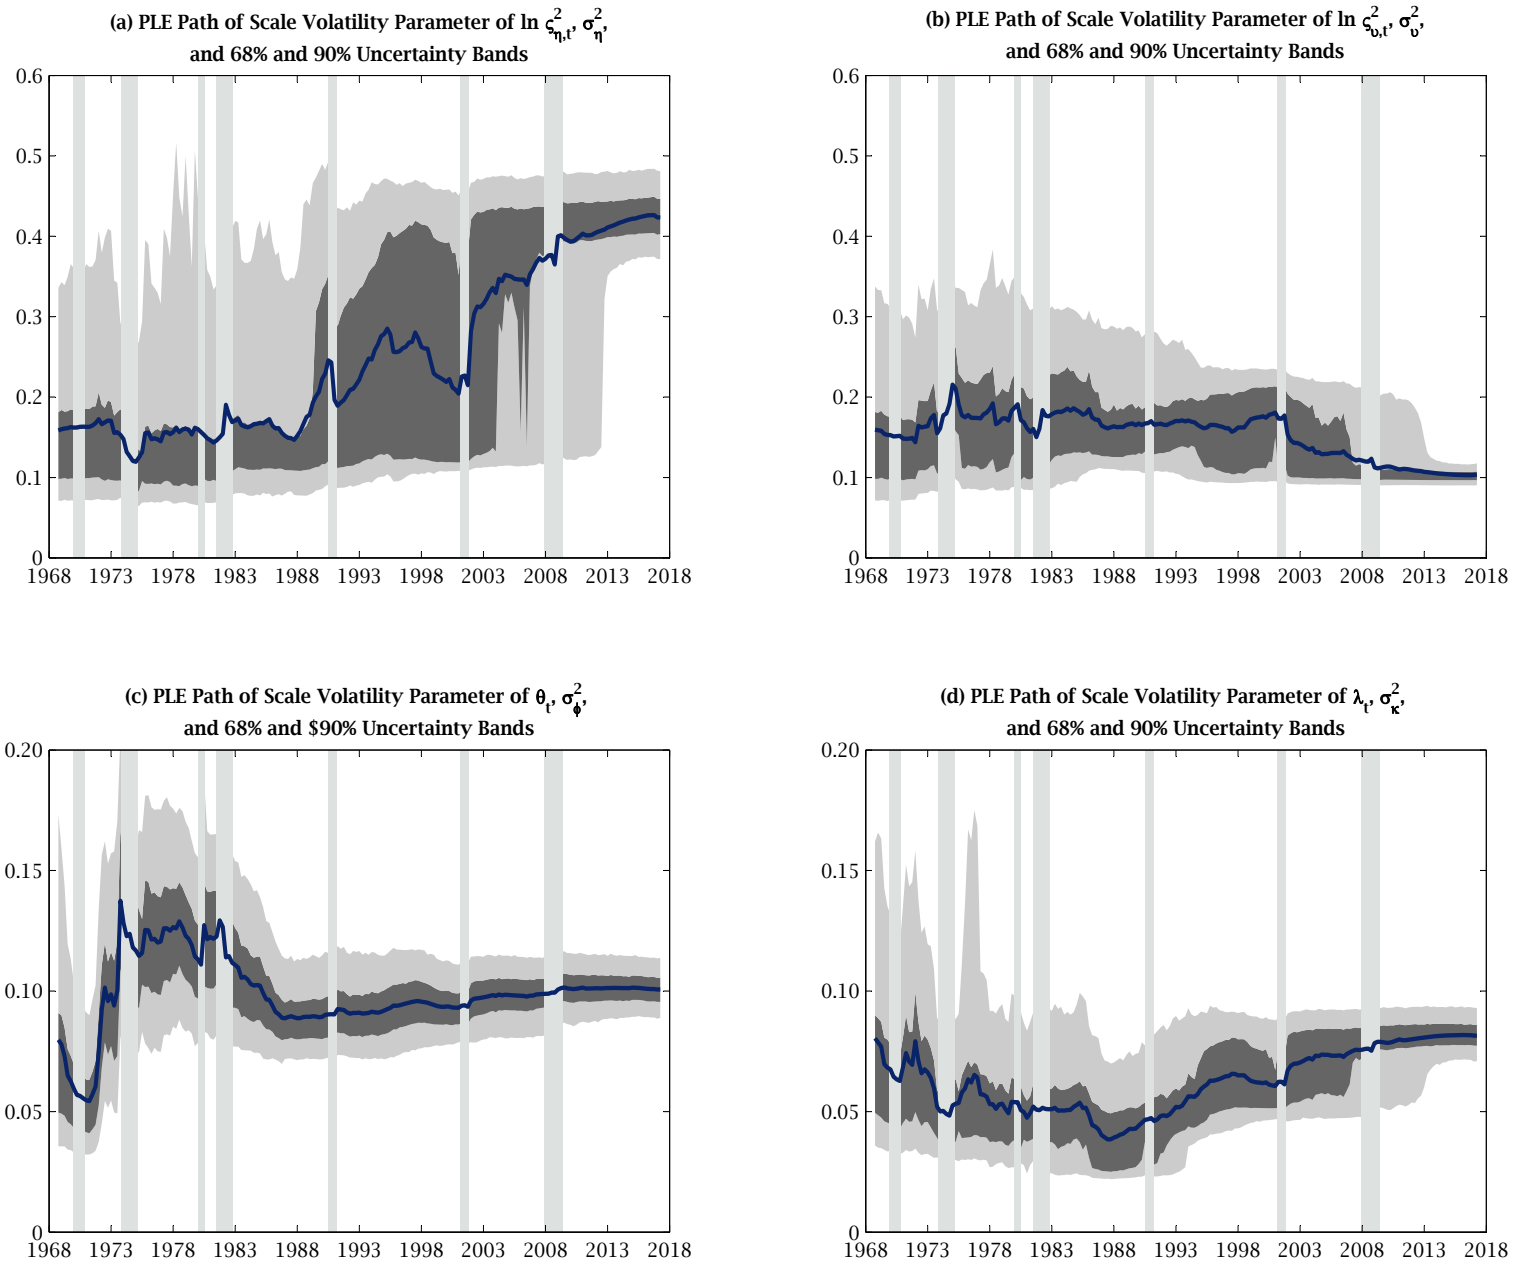 (a) PLE Path of Scale Volatility Parameter of ln ς²η,t, σ²η,
and 68% and 90% Uncertainty Bands
0.6
0.5
0.4
0.3
0.2
0.1
0
1968 1973 1978 1983 1988 1993 1998 2003 2008 2013 2018
(b) PLE Path of Scale Volatility Parameter of ln ς²υ,t, σ²υ,
and 68% and 90% Uncertainty Bands
0.6
0.5
0.4
0.3
0.2
0.1
0
1968 1973 1978 1983 1988 1993 1998 2003 2008 2013 2018
(c) PLE Path of Scale Volatility Parameter of θt, σ²ϕ,
and 68% and $90% Uncertainty Bands
0.20
0.15
0.10
0.05
0
1968 1973 1978 1983 1988 1993 1998 2003 2008 2013 2018
(d) PLE Path of Scale Volatility Parameter of λt, σ²κ,
and 68% and 90% Uncertainty Bands
0.20
0.15
0.10
0.05
0
1968 1973 1978 1983 1988 1993 1998 2003 2008 2013 2018